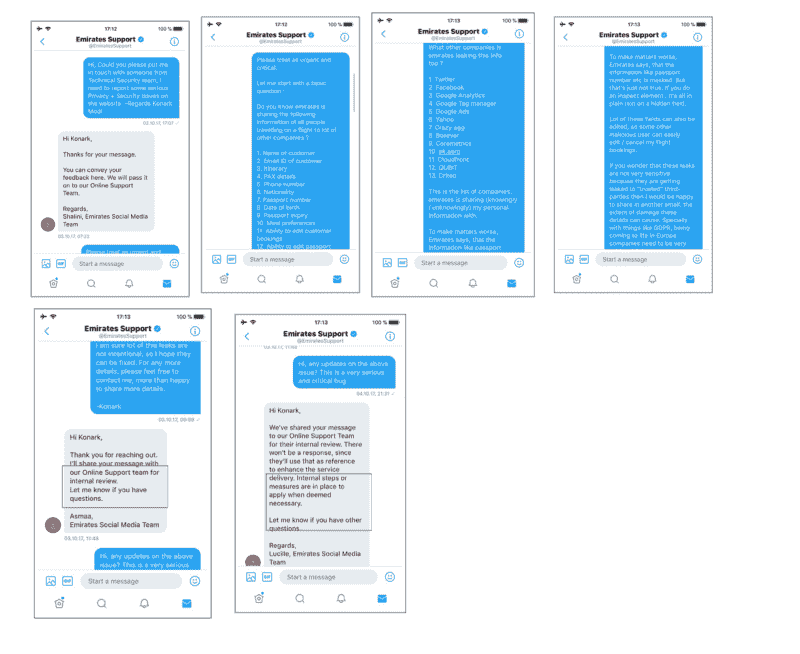 17:12
100 %
Emirates Support
@EmiratesSupport
Hi, Could you please put me
in touch with someone from
Technical Security team, I
need to report some serious
Privacy + Security issues on
the website -Regards Konark
Modi
02.10.17, 17:57
Hi Konark,
Thanks for your message.
You can convey your
feedback here. We will pass it
on to our Online Support
Team.
Regards,
Shalini, Emirates Social Media
Team
Please treat as urgent and
Start a message
17:12
100 %
Emirates Support
@EmiratesSupport
Please treat as urgent and
critical.
Let me start with a basic
question :
Do you know emirates is
sharing the following
information of all people
travelling on a flight to lot of
other companies ?
1. Name of customer
2. Email ID of customer
3. Itinerary
4. PAX details
5. Phone number
6. Nationality
7. Passport number
8. Date of birth
9. Passport expiry
10. Meal preferences
11. Ability to edit customer
bookings
12. Ability to edit passport
Start a message
17:13
100 %
Emirates Support
@EmiratesSupport
What other companies is
emirates leaking this info
too ?
1. Twitter
2. Facebook
3. Google Analytics
4. Google Tag manager
5. Google Ads
6. Yahoo
7. Crazy egg
8. Boxever
9. Coremetrics
11. Cloudfront
12. QUBIT
13. Criteo
This is the list of companies,
emirates is sharing (knowingly
/ unknowingly) my personal
information with.
To make matters worse,
Emirates says, that the
information like passport
Start a message
17:13
100 %
Emirates Support
@EmiratesSupport
To make matters worse,
Emirates says, that the
information like passport
number etc is masked. But
that's just not true. If you do
an inspect element. It's all in
plain text on a hidden text.
Lot of these fields can also be
edited, so some other
malicious user can easily
edit / cancel my flight
bookings.
If you wonder that these leaks
are not very sensitive
because they are getting
leaked to "trusted" third-
parties then I would be happy
to share in another email, the
extent of damage these
details can cause. Specially
with things like GDPR, being
coming to life in Europe
companies need to be very
Start a message
17:13
100 %
Emirates Support
@EmiratesSupport
I am sure lot of this leaks are
not intentional, so I hope they
can be fixed. For any more
details, please feel free to
contact me, more than happy
to share more details.
-Konark
Hi Konark,
Thank you for reaching out.
I'll share your message with
our Online Support team for
internal review.
Let me know if you have
questions.
Asmaa,
Emirates Social Media Team
03.10.17, 11:48
Hi, any updates on the above
issue? This is a very serious
Start a message
17:13
100 %
Emirates Support
@EmiratesSupport
03.10.17, 11:48
Hi, any updates on the above
issue? This is a very serious
and critical bug
04.10.17, 21:31
Hi Konark,
We've shared your message
to our Online Support Team
for their internal review. There
won't be a response, since
they'll use that as reference
to enhance the service
delivery. Internal steps or
measures are in place to
apply when deemed
necessary.
Let me know if you have other
questions.
Regards,
Lucille, Emirates Social Media
Team
Start a message